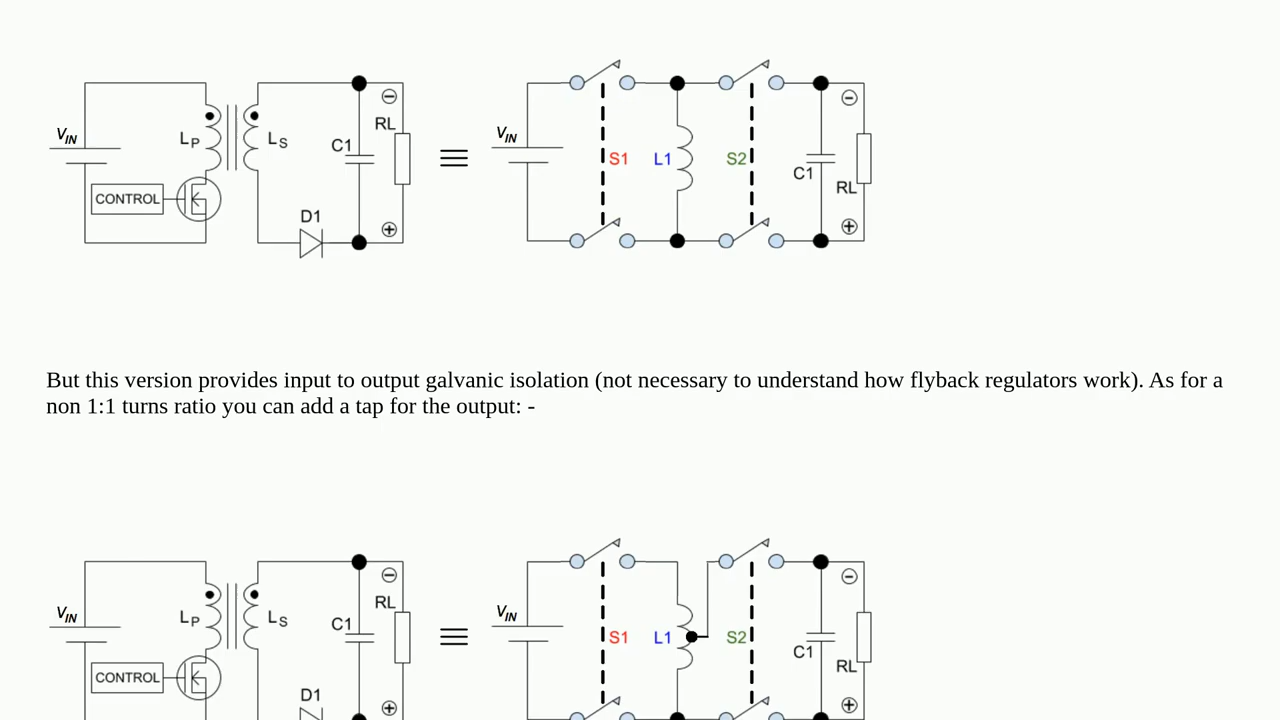 VIN
LP
LS
C1
RL
CONTROL
D1
VIN
S1
L1
S2
C1
RL
But this version provides input to output galvanic isolation (not necessary to understand how flyback regulators work). As for a
non 1:1 turns ratio you can add a tap for the output: -
VIN
LP
LS
C1
RL
CONTROL
D1
VIN
S1
L1
S2
C1
RL